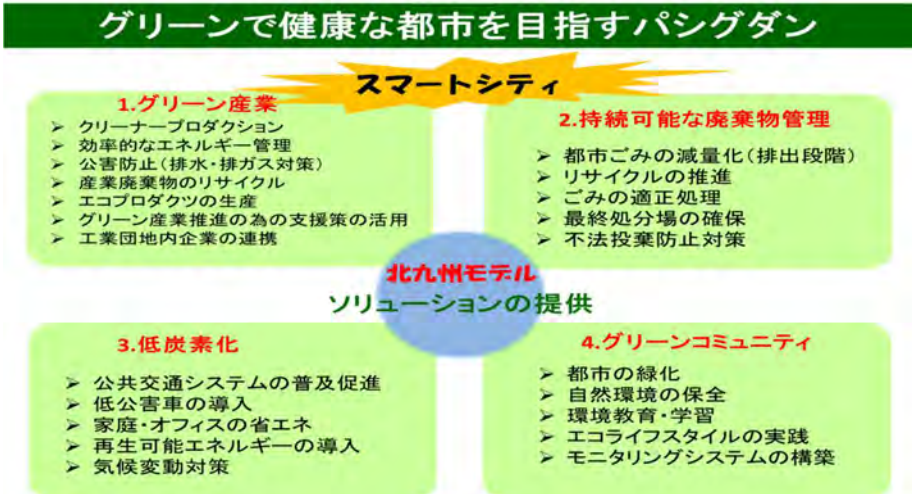 グリーンで健康な都市を目指すパシグダン
スマートシティ
1.グリーン産業
➢ クリーナープロダクション
➢ 効率的なエネルギー管理
➢ 公害防止(排水・排ガス対策)
➢ 産業廃棄物のリサイクル
➢ エコプロダクツの生産
➢ グリーン産業推進の為の支援策の活用
➢ 工業団地内企業の連携
2.持続可能な廃棄物管理
➢ 都市ごみの減量化(排出段階)
➢ リサイクルの推進
➢ ごみの適正処理
➢ 最終処分場の確保
➢ 不法投棄防止対策
北九州モデル
ソリューションの提供
3.低炭素化
➢ 公共交通システムの普及促進
➢ 低公害車の導入
➢ 家庭・オフィスの省エネ
➢ 再生可能エネルギーの導入
➢ 気候変動対策
4.グリーンコミュニティ
➢ 都市の緑化
➢ 自然環境の保全
➢ 環境教育・学習
➢ エコライフスタイルの実践
➢ モニタリングシステムの構築